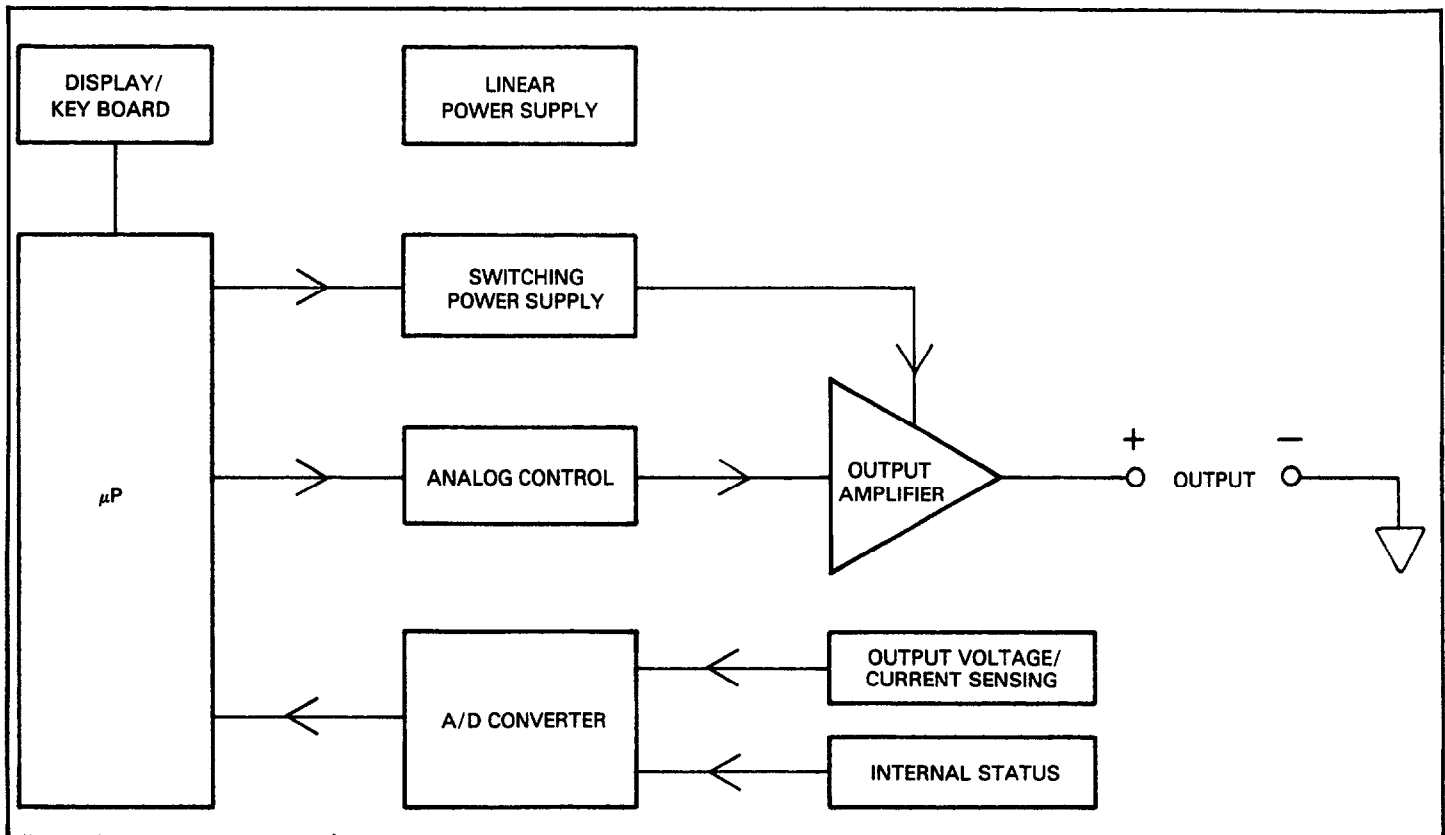 DISPLAY/
KEY BOARD
LINEAR
POWER SUPPLY
SWITCHING
POWER SUPPLY
μP
ANALOG CONTROL
OUTPUT
AMPLIFIER
+
OUTPUT
−
A/D CONVERTER
OUTPUT VOLTAGE/
CURRENT SENSING
INTERNAL STATUS